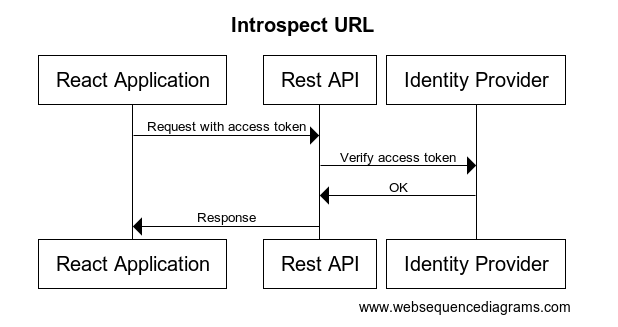 Introspect URL
React Application
Rest API
Identity Provider
Request with access token
Verify access token
OK
Response
React Application
Rest API
Identity Provider
www.websequencediagrams.com